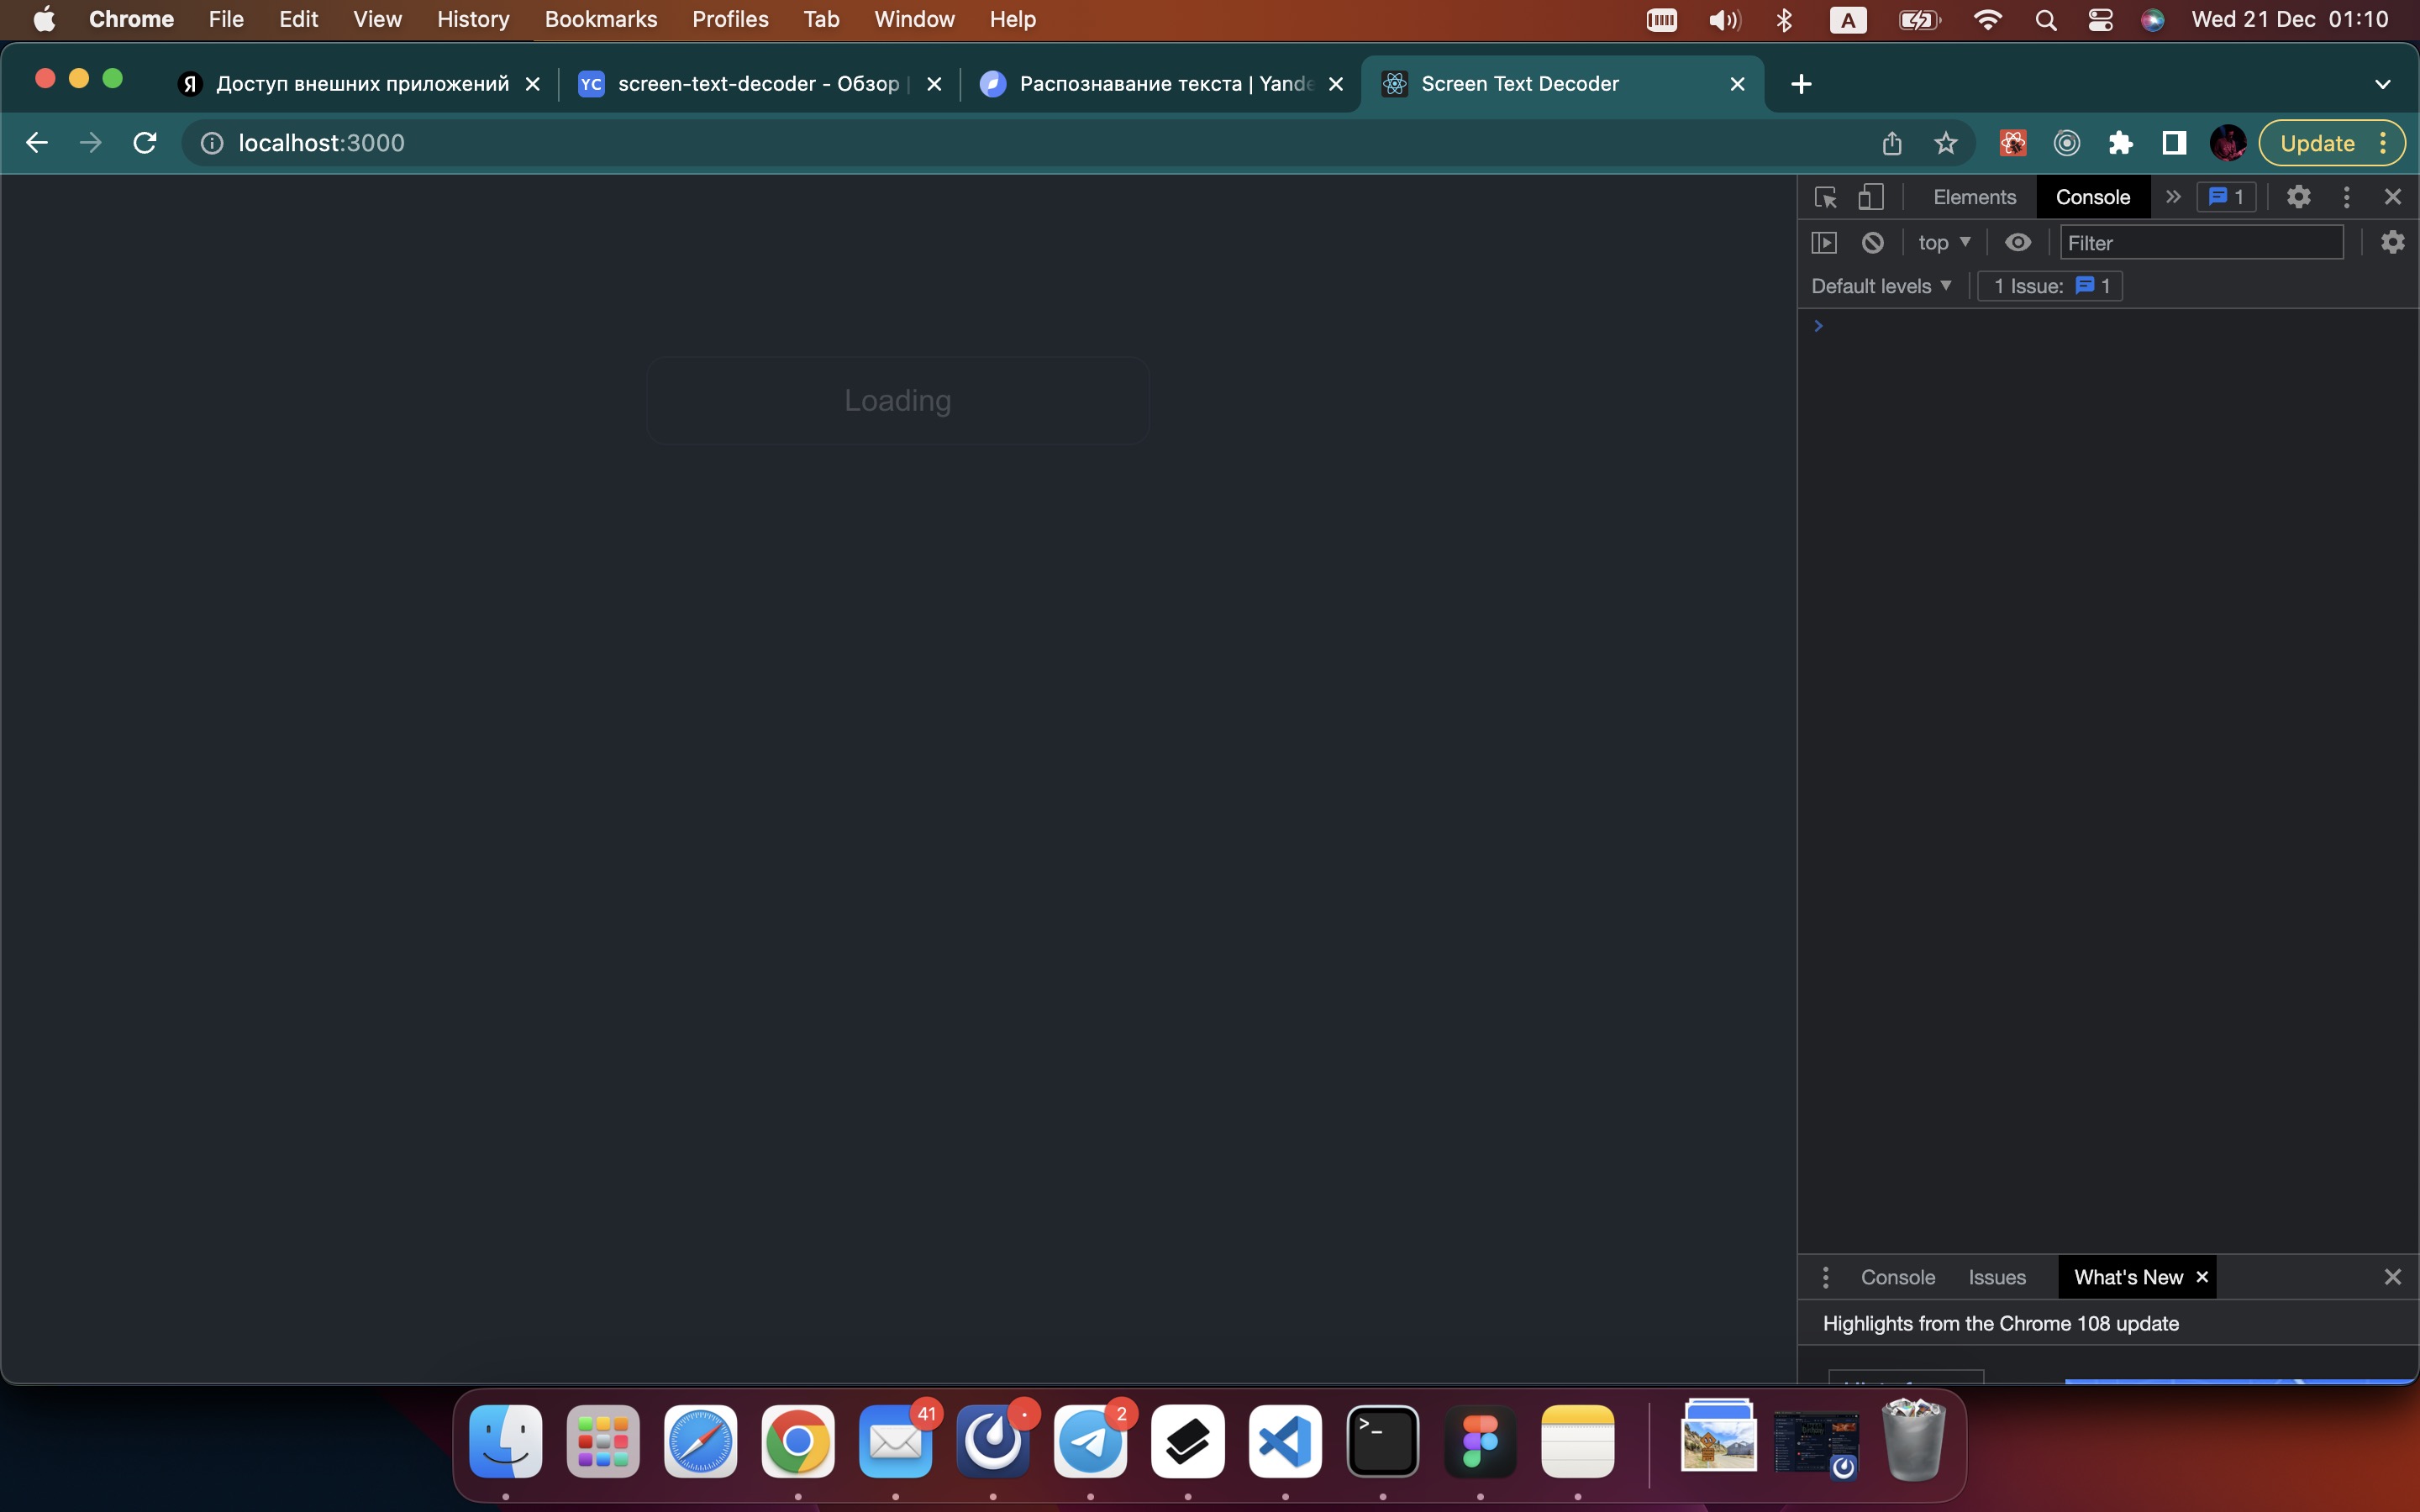 Chrome File Edit View History Bookmarks Profiles Tab Window Help A Wed 21 Dec 01:10
Я Доступ внешних приложений YC screen-text-decoder - Обзор Распознавание текста | Yande Screen Text Decoder
localhost:3000 Update
Elements Console 1
top Filter
Default levels 1 Issue: 1
Loading
Console Issues What's New
Highlights from the Chrome 108 update
41 2
>_